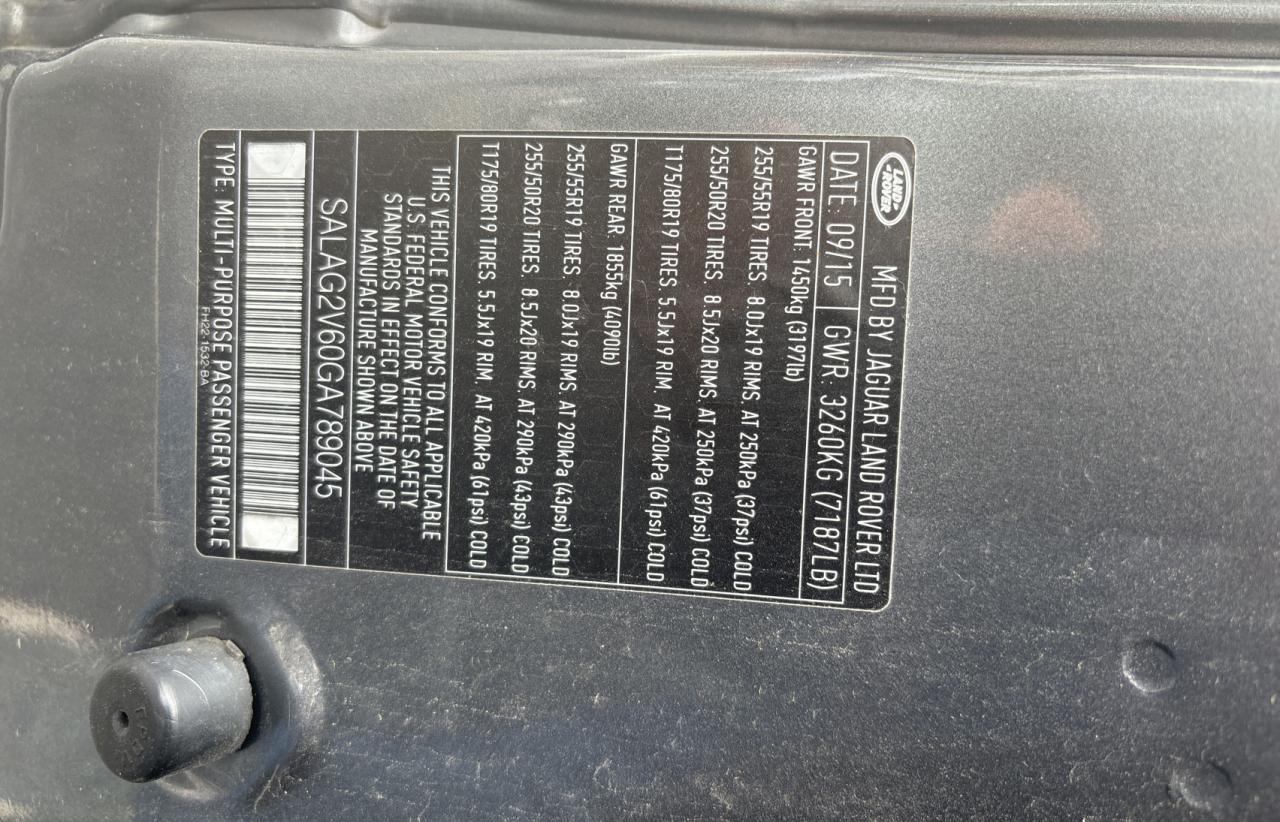 LAND
ROVER
MFD BY JAGUAR LAND ROVER LTD
DATE: 09/15 GWR: 3260KG (7187LB)
GAWR FRONT: 1450kg (3197lb)
255/55R19 TIRES. 8.0Jx19 RIMS. AT 250kPa (37psi) COLD
255/50R20 TIRES. 8.5Jx20 RIMS. AT 250kPa (37psi) COLD
T175/80R19 TIRES. 5.5Jx19 RIM. AT 420kPa (61psi) COLD
GAWR REAR: 1855kg (4090lb)
255/55R19 TIRES. 8.0Jx19 RIMS. AT 290kPa (43psi) COLD
255/50R20 TIRES. 8.5Jx20 RIMS. AT 290kPa (43psi) COLD
T175/80R19 TIRES. 5.5Jx19 RIM. AT 420kPa (61psi) COLD
THIS VEHICLE CONFORMS TO ALL APPLICABLE
U.S. FEDERAL MOTOR VEHICLE SAFETY
STANDARDS IN EFFECT ON THE DATE OF
MANUFACTURE SHOWN ABOVE
SALAG2V60GA789045
TYPE: MULTI-PURPOSE PASSENGER VEHICLE
FH22 1532 BA